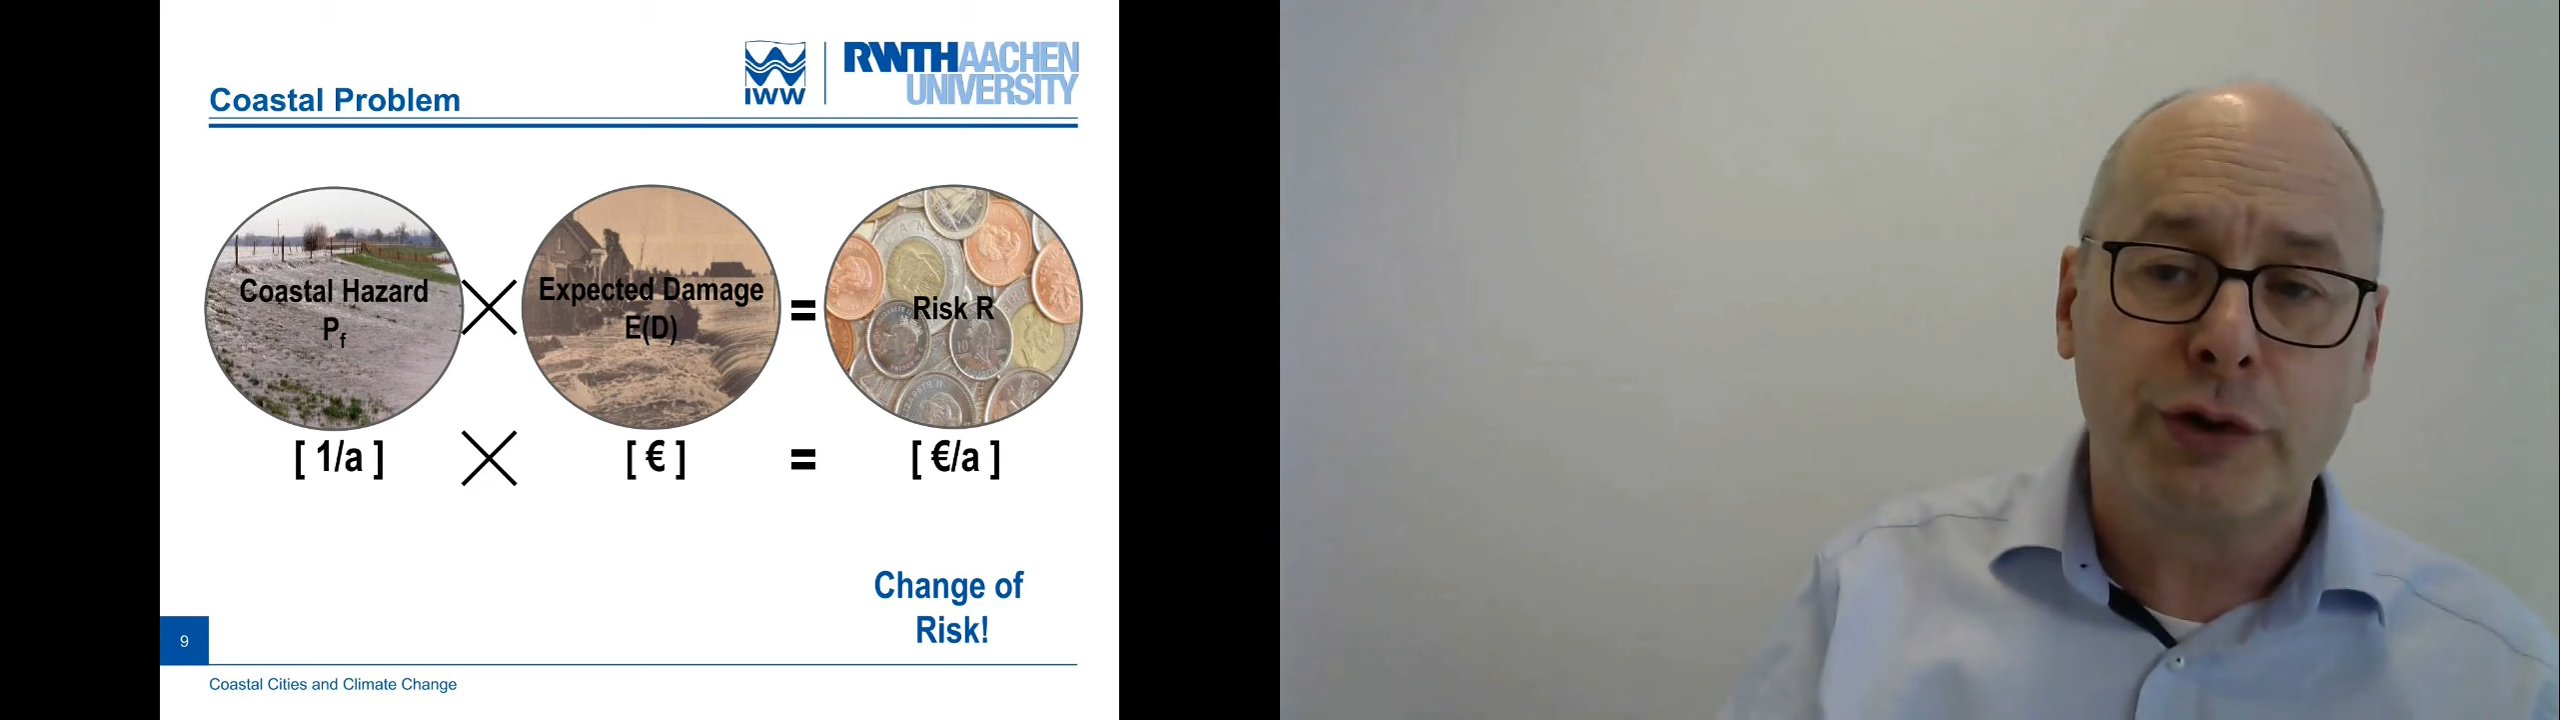 IWW
RWTHAACHEN
UNIVERSITY
Coastal Problem
Coastal Hazard
Pf
Expected Damage
E(D)
=
Risk R
[ 1/a ]
[ € ]
=
[ €/a ]
Change of
Risk!
9
Coastal Cities and Climate Change